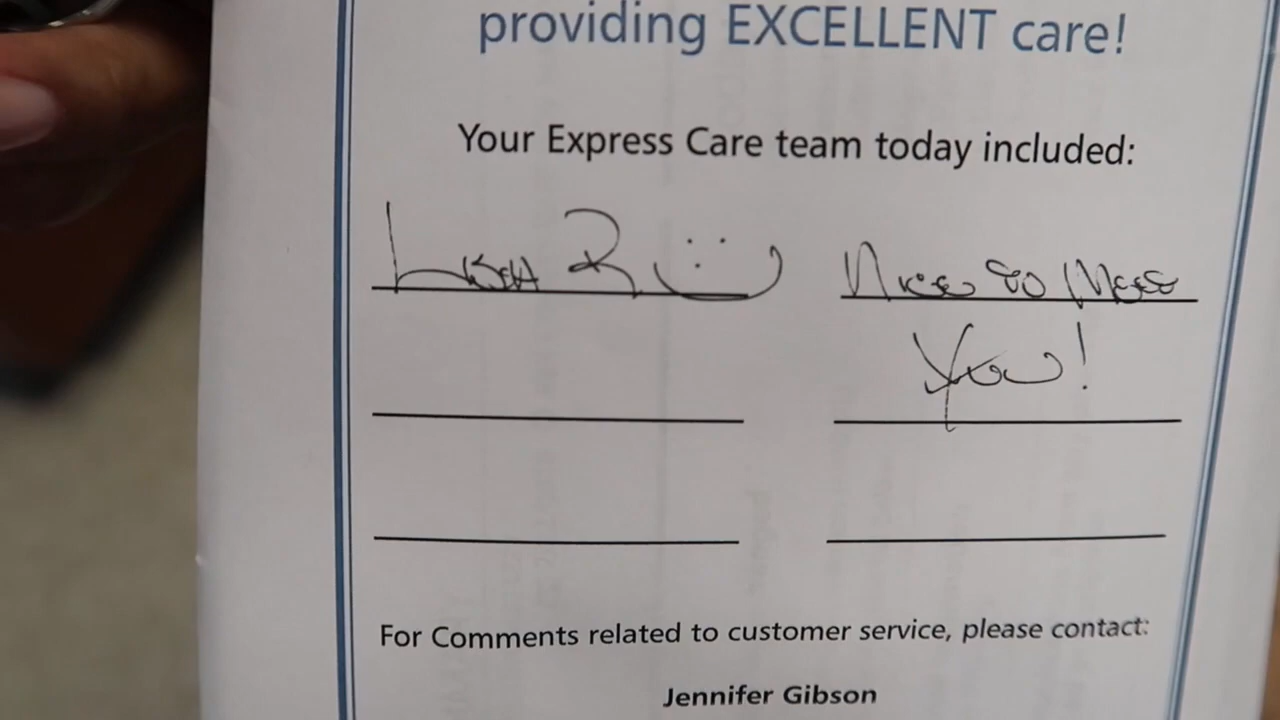 providing EXCELLENT care!
Your Express Care team today included:
R :) Nice to Meet
You!
For Comments related to customer service, please contact:
Jennifer Gibson